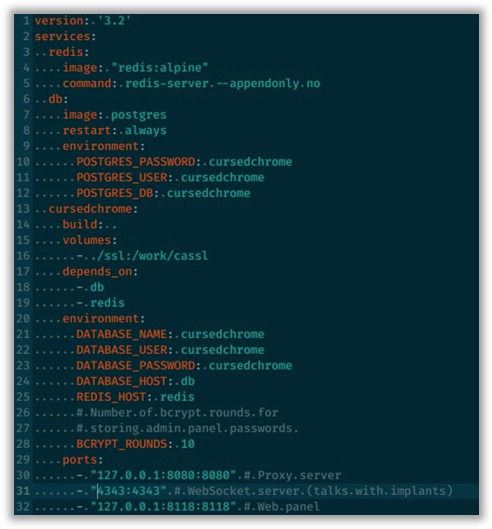 1 version:.'3.2'
2 services:
3 ..redis:
4 ....image:."redis:alpine"
5 ....command:.redis-server.--appendonly.no
6 ..db:
7 ....image:.postgres
8 ....restart:.always
9 ....environment:
10 ......POSTGRES_PASSWORD:.cursedchrome
11 ......POSTGRES_USER:.cursedchrome
12 ......POSTGRES_DB:.cursedchrome
13 ..cursedchrome:
14 ....build:..
15 ....volumes:
16 ......-../ssl:/work/cassl
17 ....depends_on:
18 ......-.db
19 ......-.redis
20 ....environment:
21 ......DATABASE_NAME:.cursedchrome
22 ......DATABASE_USER:.cursedchrome
23 ......DATABASE_PASSWORD:.cursedchrome
24 ......DATABASE_HOST:.db
25 ......REDIS_HOST:.redis
26 ......#.Number.of.bcrypt.rounds.for
27 ......#.storing.admin.panel.passwords.
28 ......BCRYPT_ROUNDS:.10
29 ....ports:
30 ......-."127.0.0.1:8080:8080".#.Proxy.server
31 ......-."4343:4343".#.WebSocket.server.(talks.with.implants)
32 ......-."127.0.0.1:8118:8118".#.Web.panel